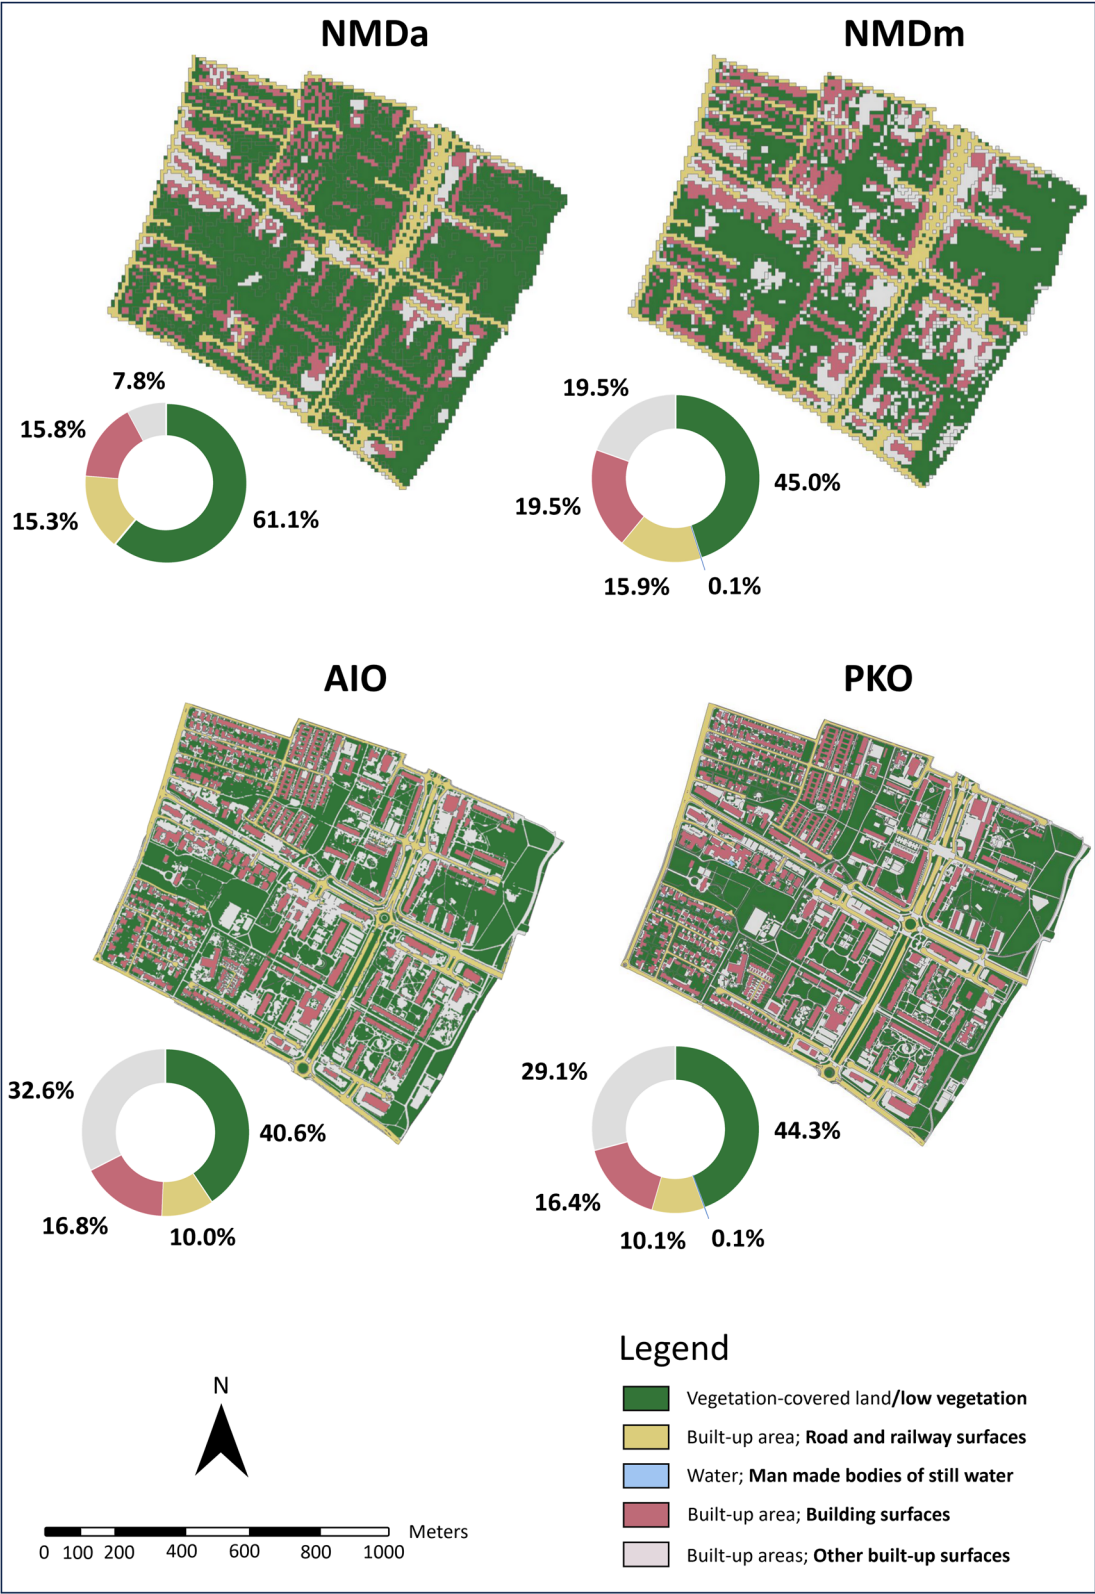 NMDa
NMDm
7.8%
15.8%
15.3%
61.1%
19.5%
19.5%
45.0%
15.9%
0.1%
AIO
PKO
32.6%
40.6%
16.8%
10.0%
29.1%
44.3%
16.4%
10.1%
0.1%
Legend
Vegetation-covered land/low vegetation
Built-up area; Road and railway surfaces
Water; Man made bodies of still water
Built-up area; Building surfaces
Built-up areas; Other built-up surfaces
N
Meters
0 100 200 400 600 800 1000